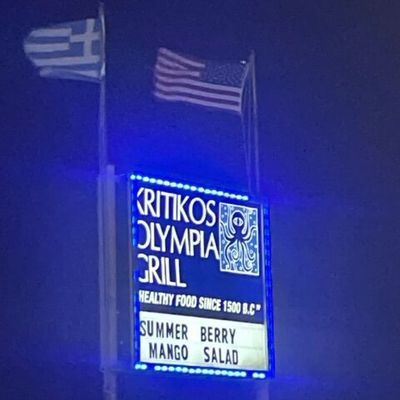 KRITIKOS
OLYMPIA
GRILL
"HEALTHY FOOD SINCE 1500 B.C"
SUMMER BERRY
MANGO SALAD